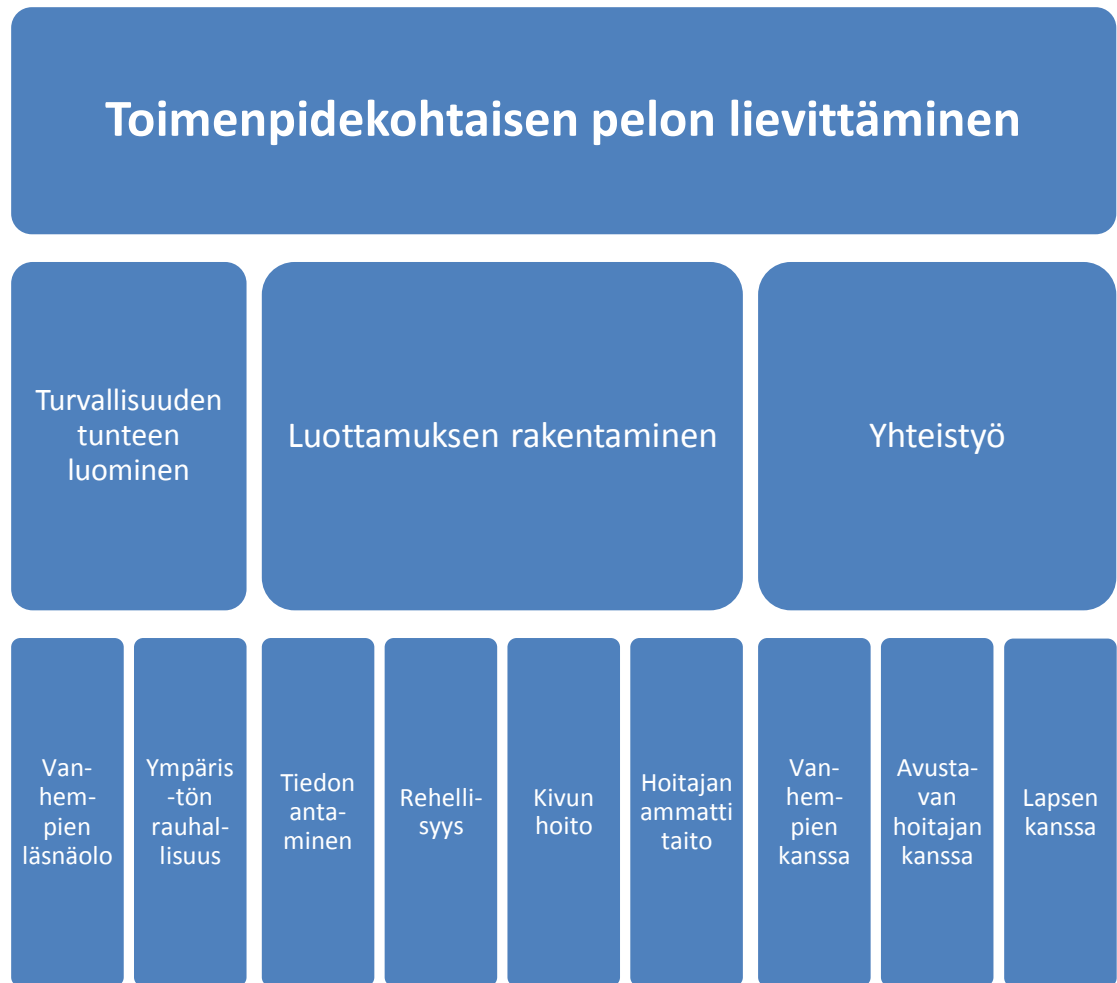 Toimenpidekohtaisen pelon lievittäminen
Turvallisuuden
tunteen
luominen
Luottamuksen rakentaminen
Yhteistyö
Van-
hem-
pien
läsnäolo
Ympäris
-tön
rauhal-
lisuus
Tiedon
anta-
minen
Rehelli-
syys
Kivun
hoito
Hoitajan
ammatti
taito
Van-
hem-
pien
kanssa
Avusta-
van
hoitajan
kanssa
Lapsen
kanssa